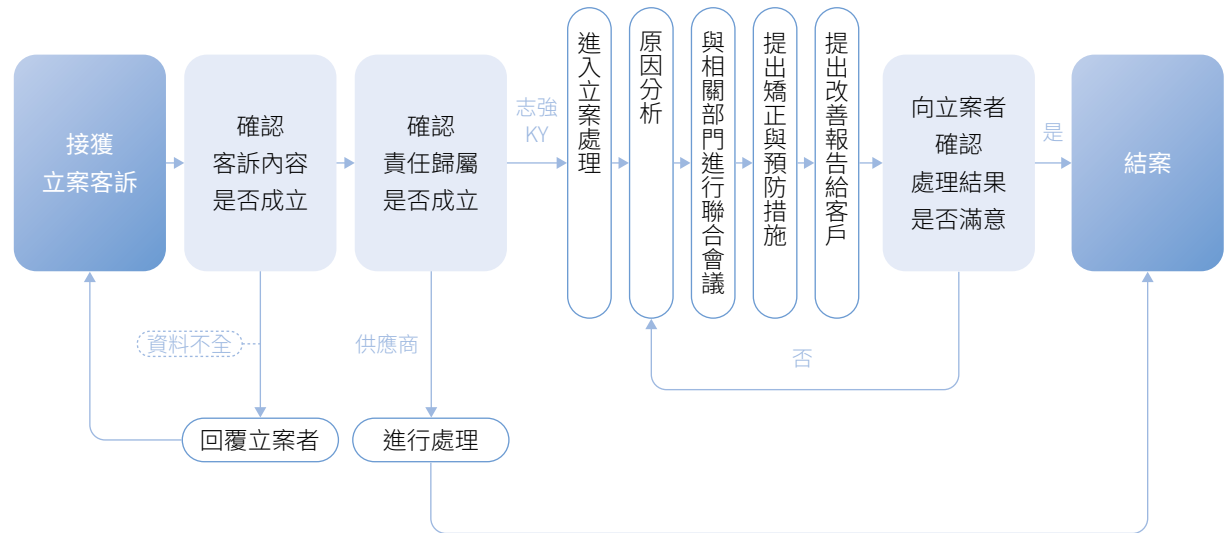 接獲
立案客訴
確認
客訴內容
是否成立
確認
責任歸屬
是否成立
志強
KY
進入立案處理
原因分析
與相關部門進行聯合會議
提出矯正與預防措施
提出改善報告給客戶
向立案者
確認
處理結果
是否滿意
是
結案
資料不全
供應商
否
回覆立案者
進行處理